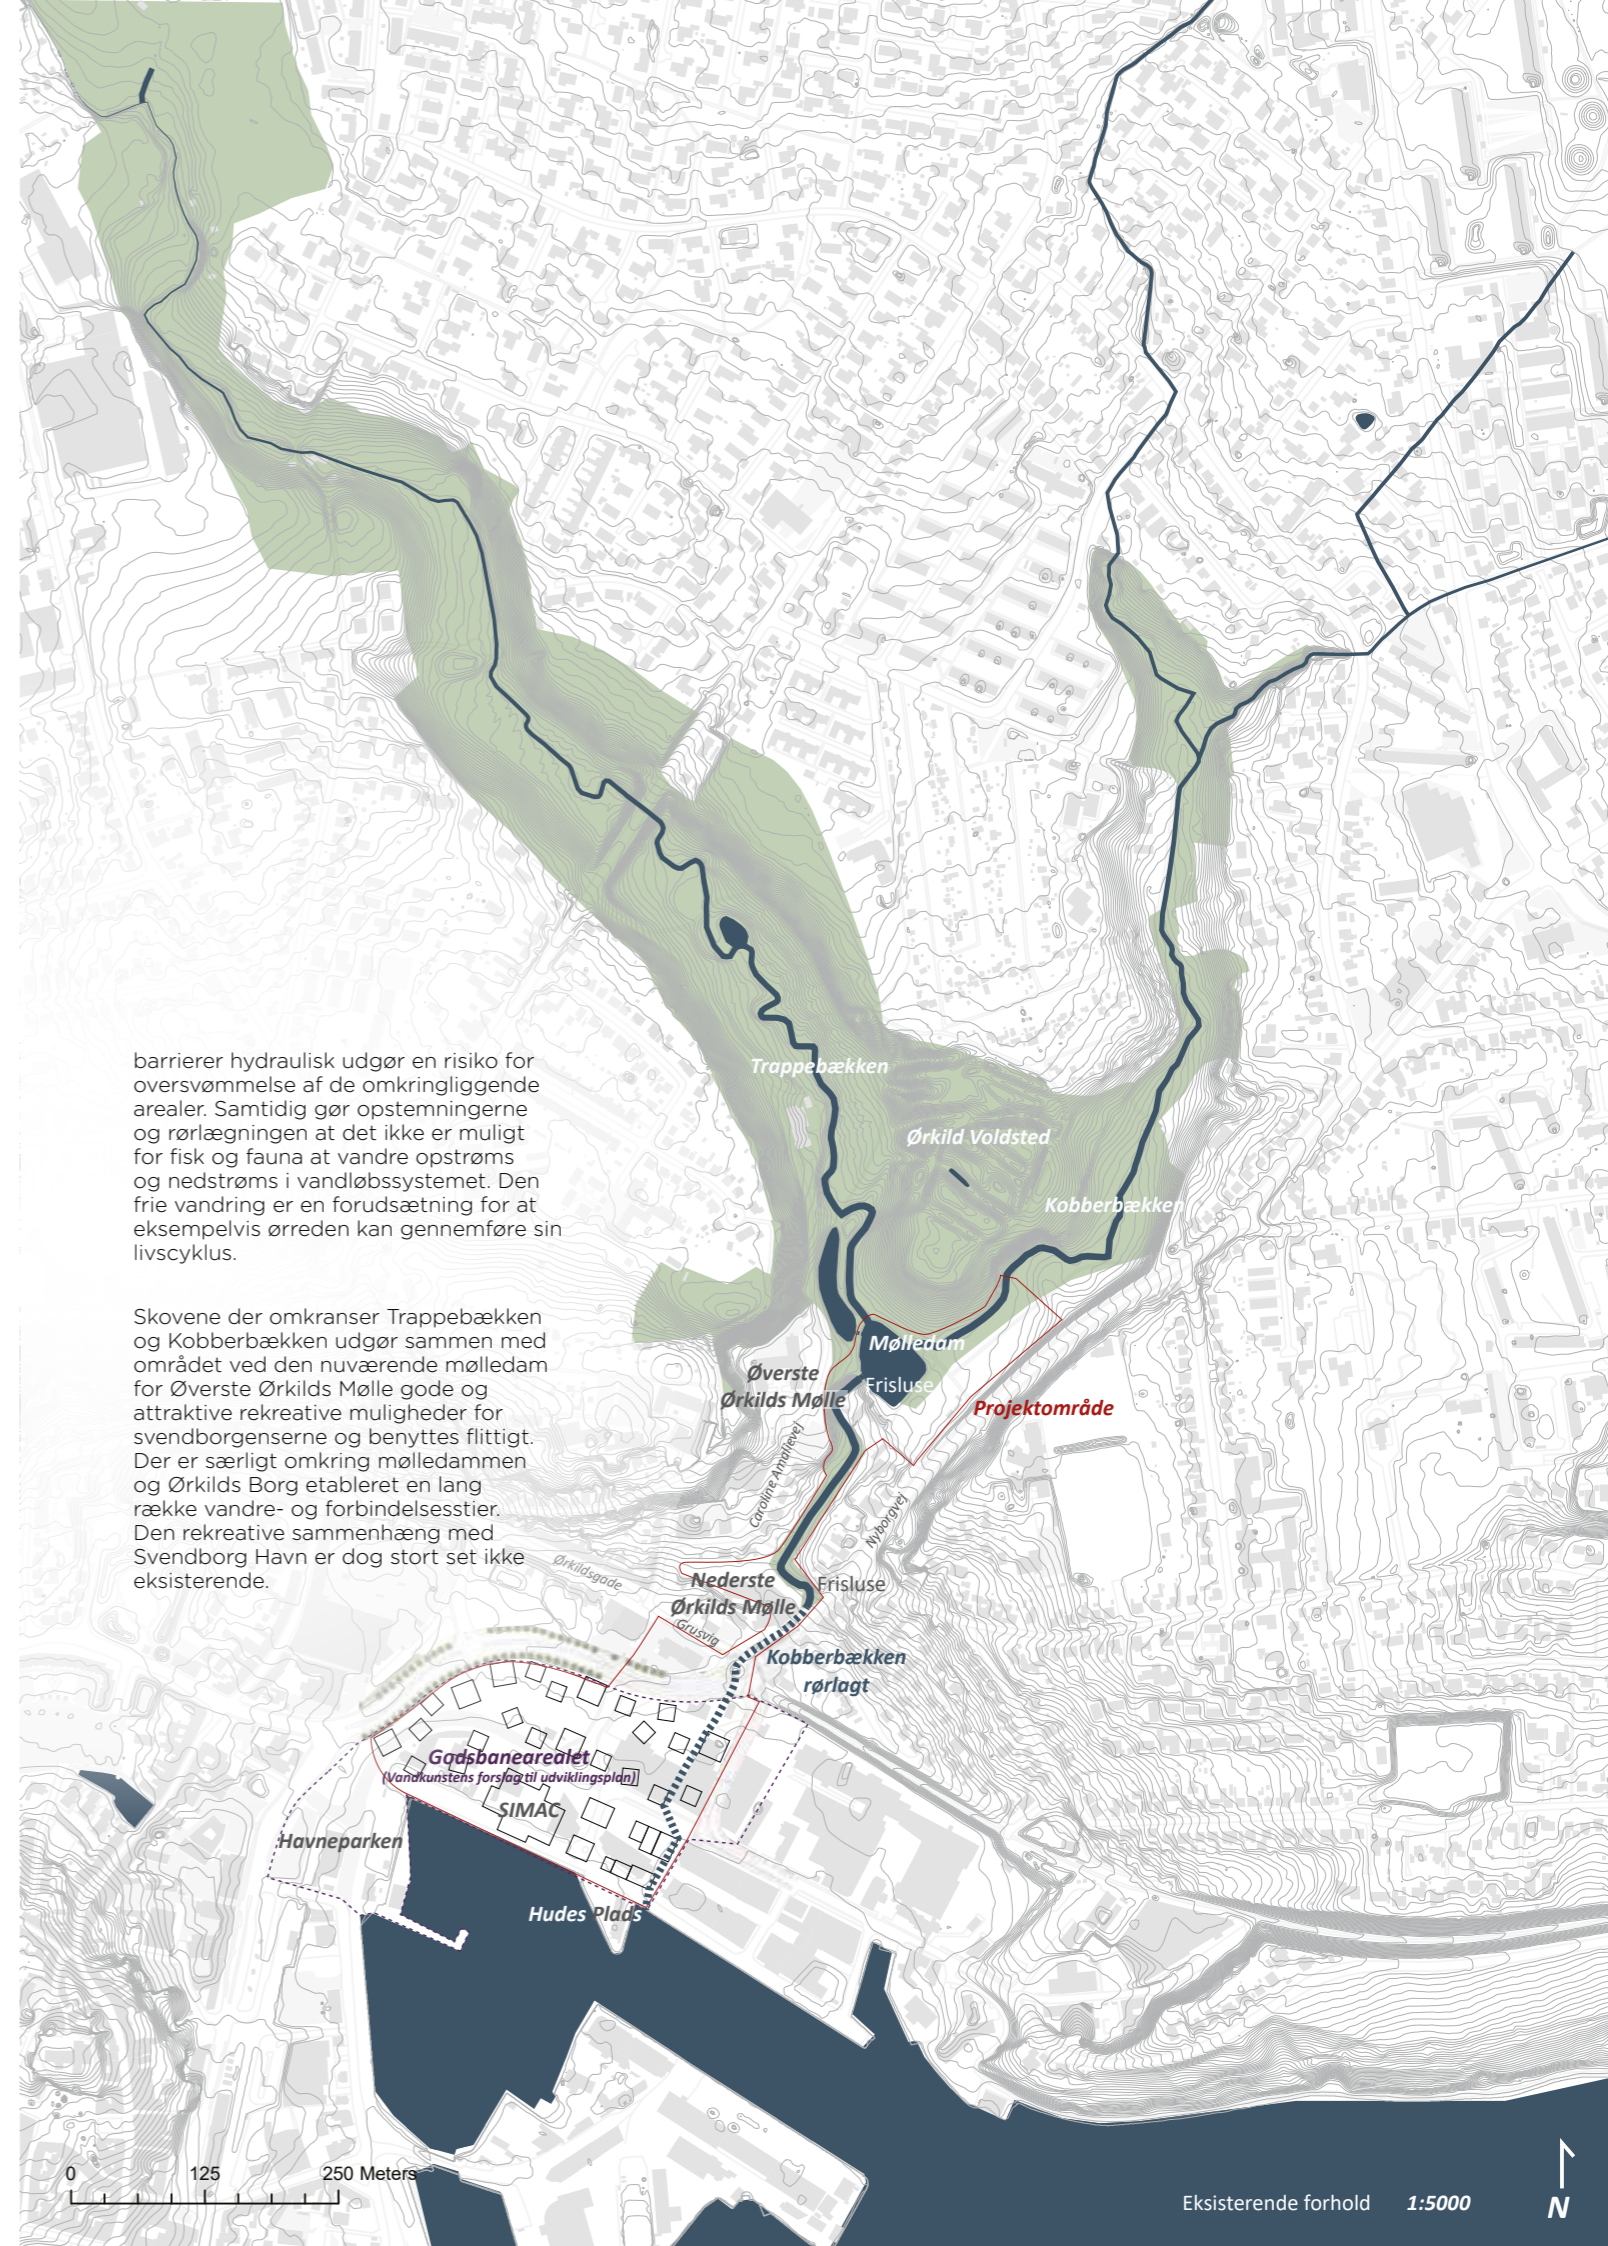 barrierer hydraulisk udgør en risiko for
oversvømmelse af de omkringliggende
arealer. Samtidig gør opstemningerne
og rørlægningen at det ikke er muligt
for fisk og fauna at vandre opstrøms
og nedstrøms i vandløbssystemet. Den
frie vandring er en forudsætning for at
eksempelvis ørreden kan gennemføre sin
livscyklus.
Skovene der omkranser Trappebækken
og Kobberbækken udgør sammen med
området ved den nuværende mølledam
for Øverste Ørkilds Mølle gode og
attraktive rekreative muligheder for
svendborgenserne og benyttes flittigt.
Der er særligt omkring mølledammen
og Ørkilds Borg etableret en lang
række vandre- og forbindelsesstier.
Den rekreative sammenhæng med
Svendborg Havn er dog stort set ikke
eksisterende.
Trappebækken
Ørkild Voldsted
Kobberbækken
Mølledam
Frisluse
Øverste
Ørkilds Mølle
Projektområde
Caroline Amalievej
Nyborgvej
Ørkildsgade
Nederste
Ørkilds Mølle
Frisluse
Grusvig
Kobberbækken
rørlagt
Godsbanearealet
(Vandkunstens forslag til udviklingsplan)
SIMAC
Havneparken
Hudes Plads
0 125 250 Meters
Eksisterende forhold 1:5000
N